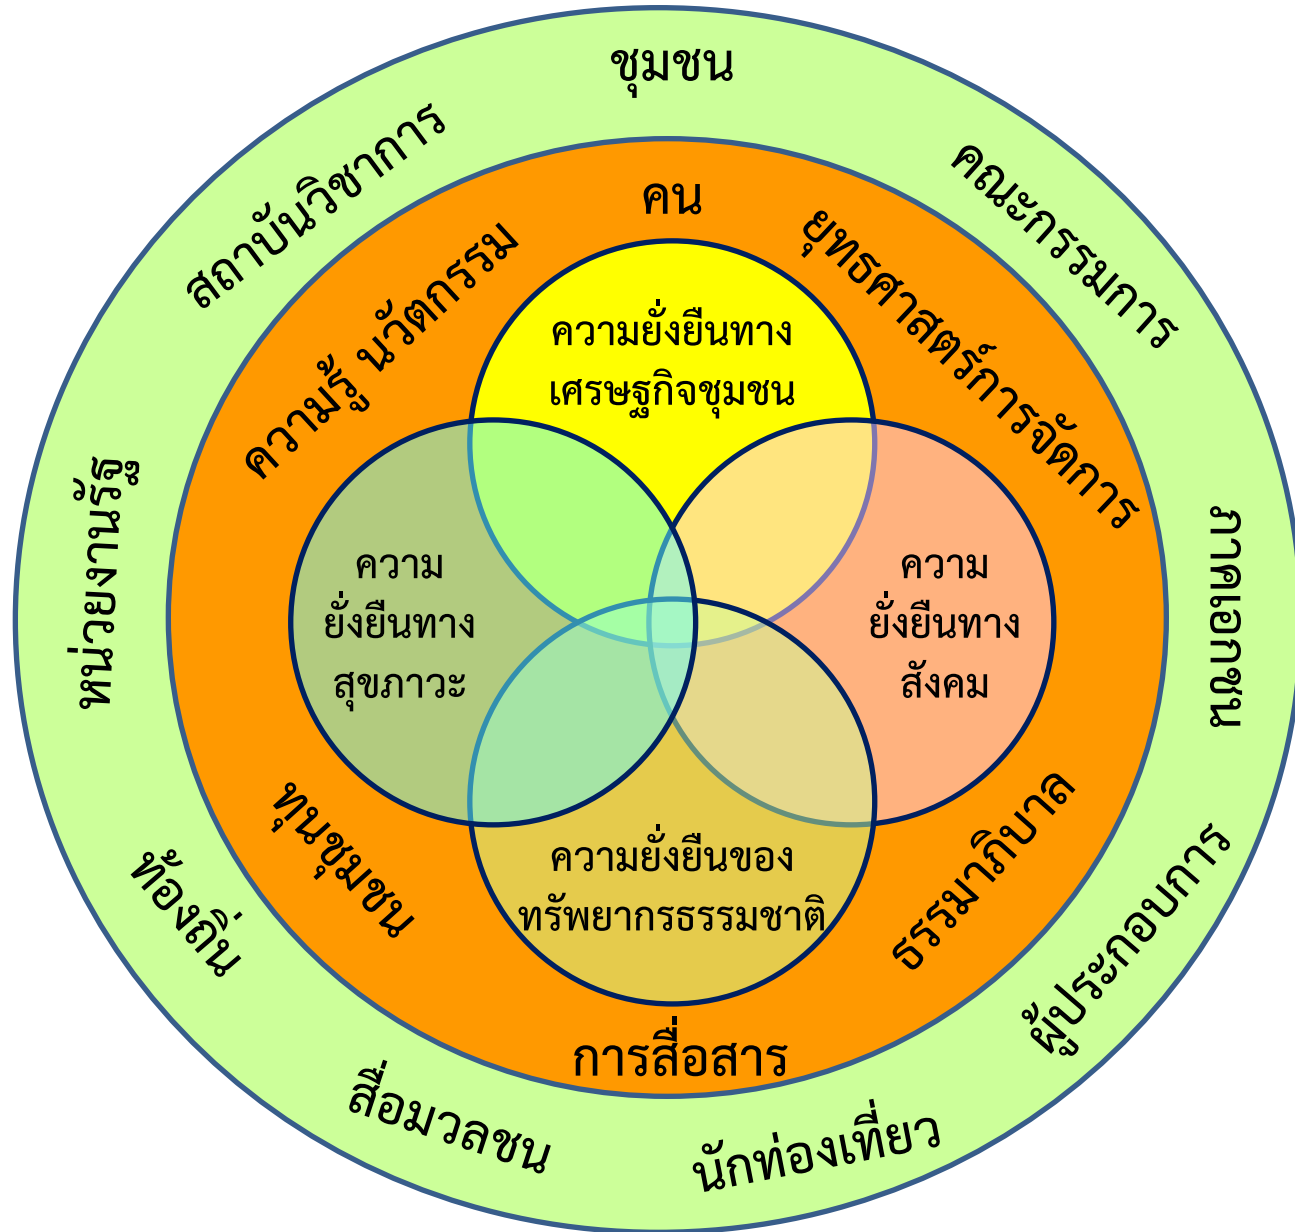 ชุมชน
สถาบันวิชาการ
คณะกรรมการ
หน่วยงานรัฐ
ภาคเอกชน
ท้องถิ่น
ผู้ประกอบการ
สื่อมวลชน
นักท่องเที่ยว
คน
ความรู้ นวัตกรรม
ยุทธศาสตร์การจัดการ
ทุนชุมชน
ธรรมาภิบาล
การสื่อสาร
ความยั่งยืนทาง
เศรษฐกิจชุมชน
ความ
ยั่งยืนทาง
สุขภาวะ
ความ
ยั่งยืนทาง
สังคม
ความยั่งยืนของ
ทรัพยากรธรรมชาติ